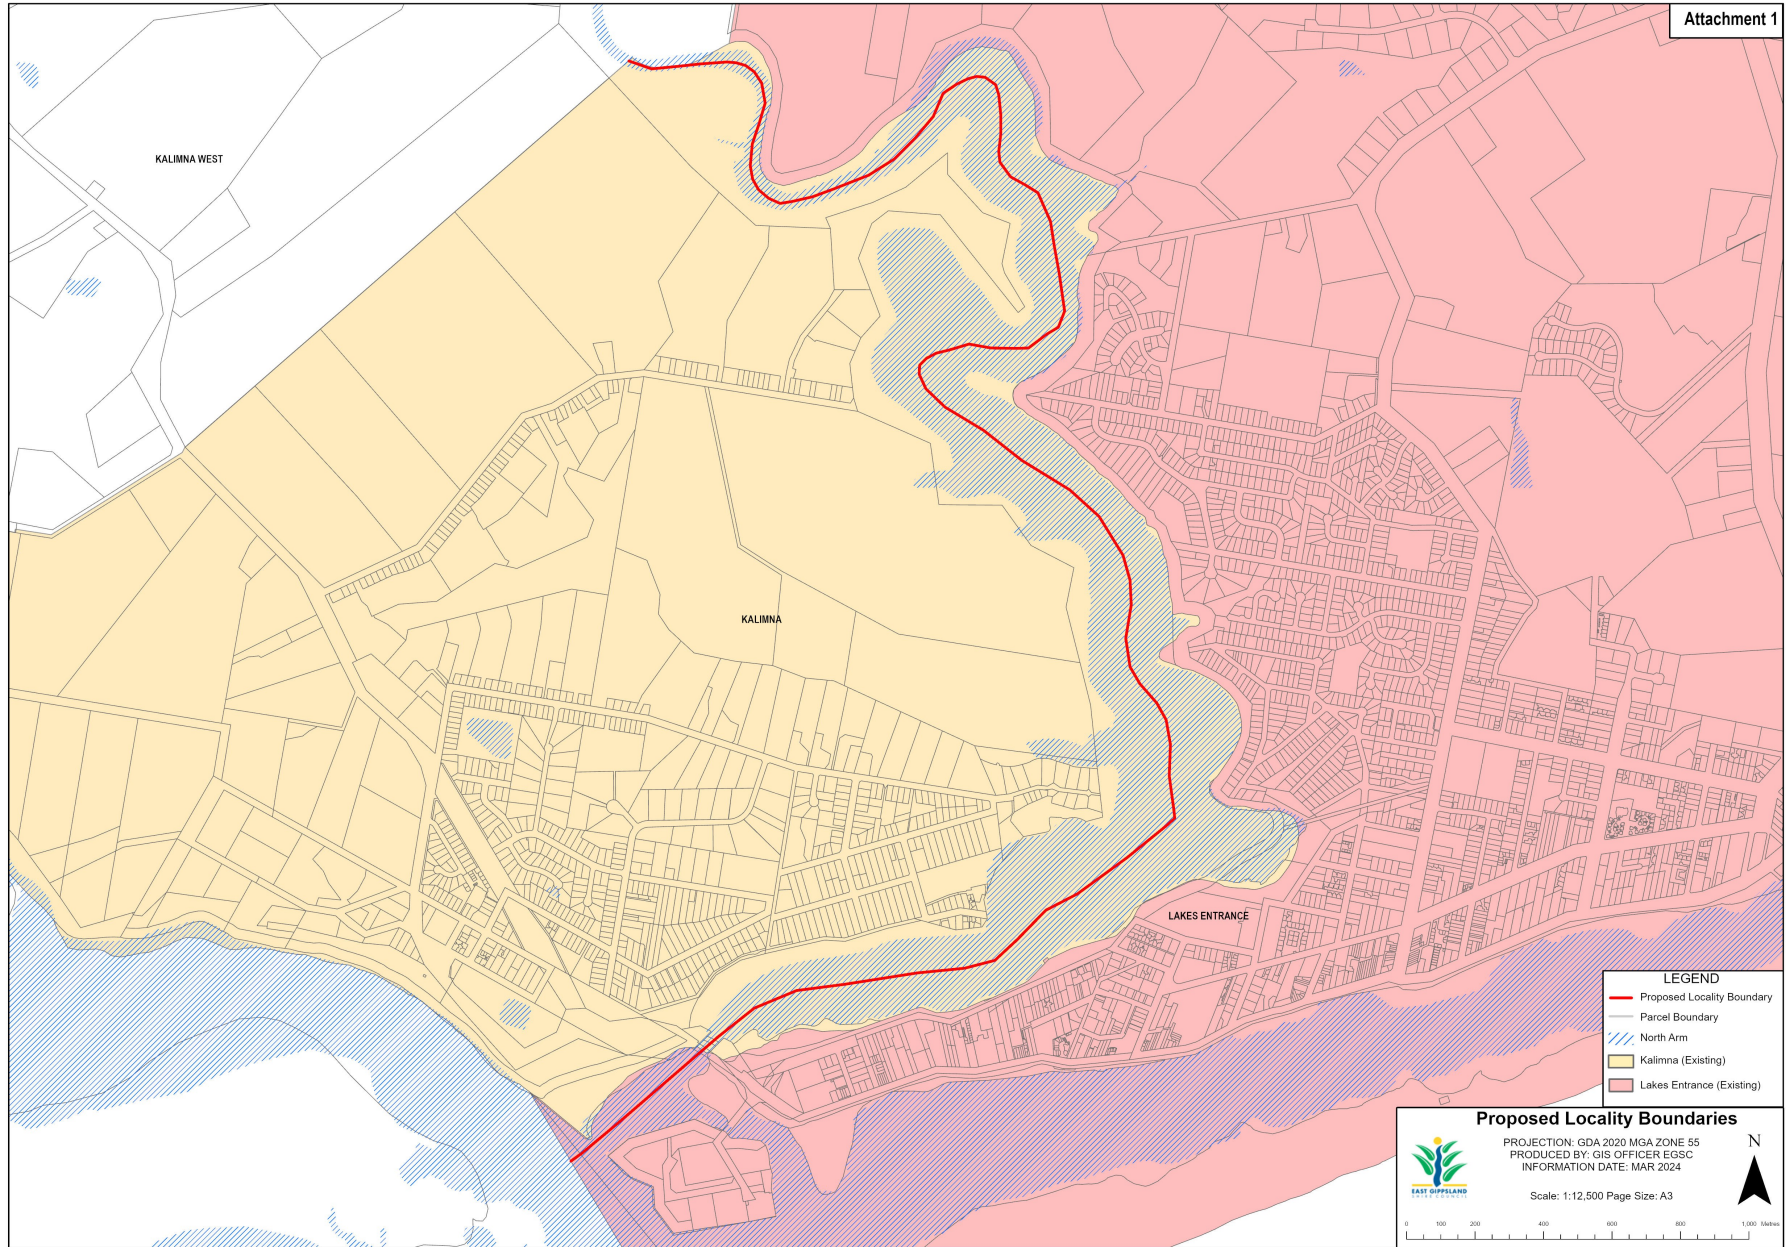 Attachment 1
KALIMNA WEST
KALIMNA
LAKES ENTRANCE
LEGEND
Proposed Locality Boundary
Parcel Boundary
North Arm
Kalimna (Existing)
Lakes Entrance (Existing)
Proposed Locality Boundaries
PROJECTION: GDA 2020 MGA ZONE 55
PRODUCED BY: GIS OFFICER EGSC
INFORMATION DATE: MAR 2024
Scale: 1:12,500 Page Size: A3
N
EAST GIPPSLAND
SHIRE COUNCIL
0 100 200 400 600 800 1,000 Metres